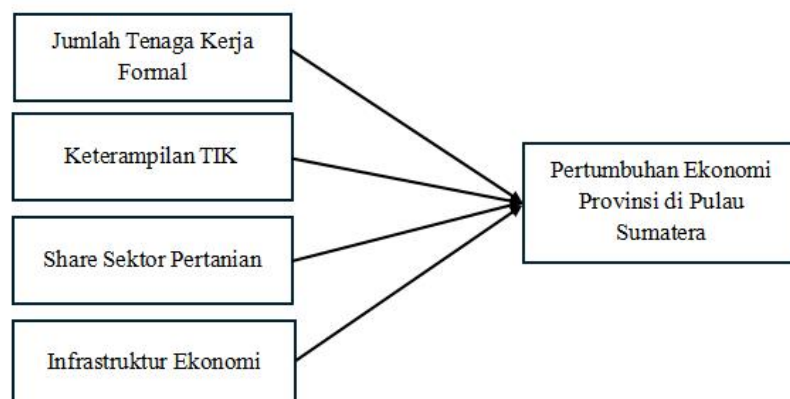 Jumlah Tenaga Kerja
Formal
Keterampilan TIK
Share Sektor Pertanian
Infrastruktur Ekonomi
Pertumbuhan Ekonomi
Provinsi di Pulau
Sumatera